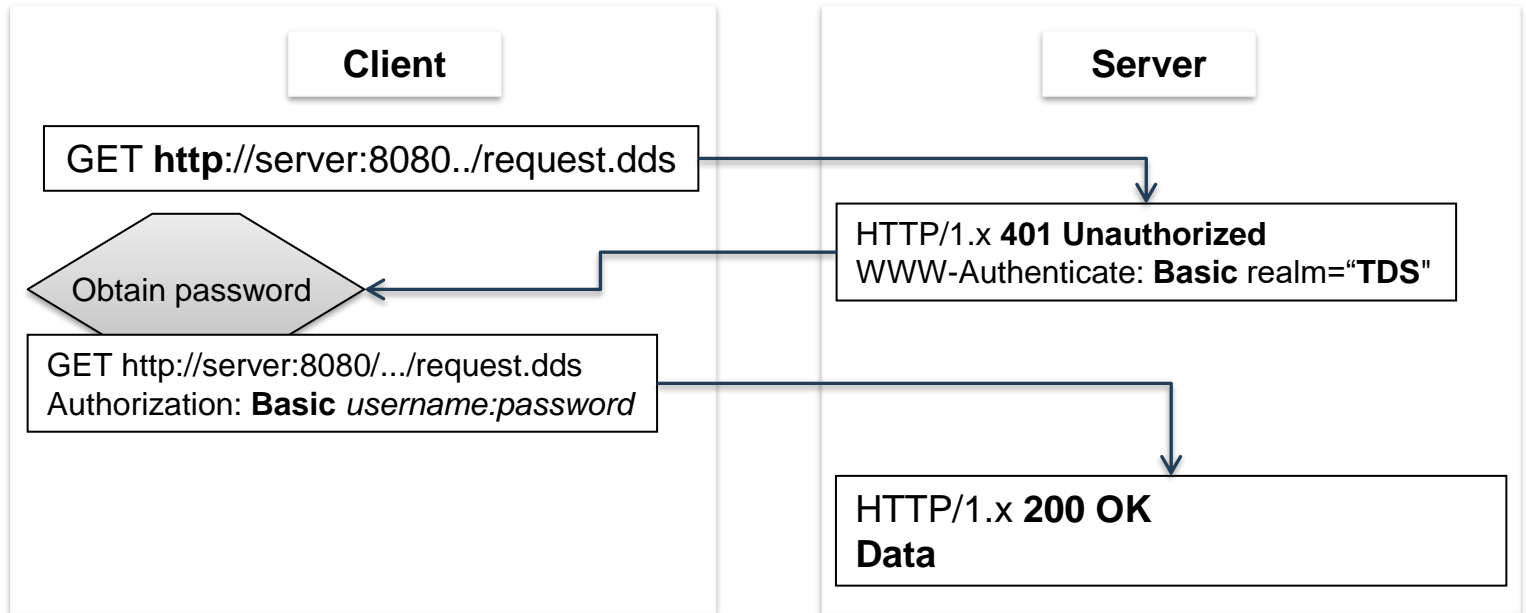 Client
Server
GET http://server:8080../request.dds
HTTP/1.x 401 Unauthorized
WWW-Authenticate: Basic realm=“TDS"
Obtain password
GET http://server:8080/.../request.dds
Authorization: Basic username:password
HTTP/1.x 200 OK
Data